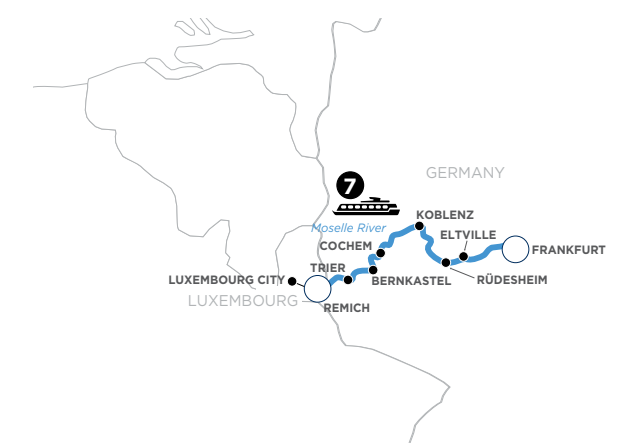 GERMANY
7
KOBLENZ
Moselle River
ELTVILLE
COCHEM
FRANKFURT
TRIER
LUXEMBOURG CITY
BERNKASTEL
RÜDESHEIM
LUXEMBOURG
REMICH